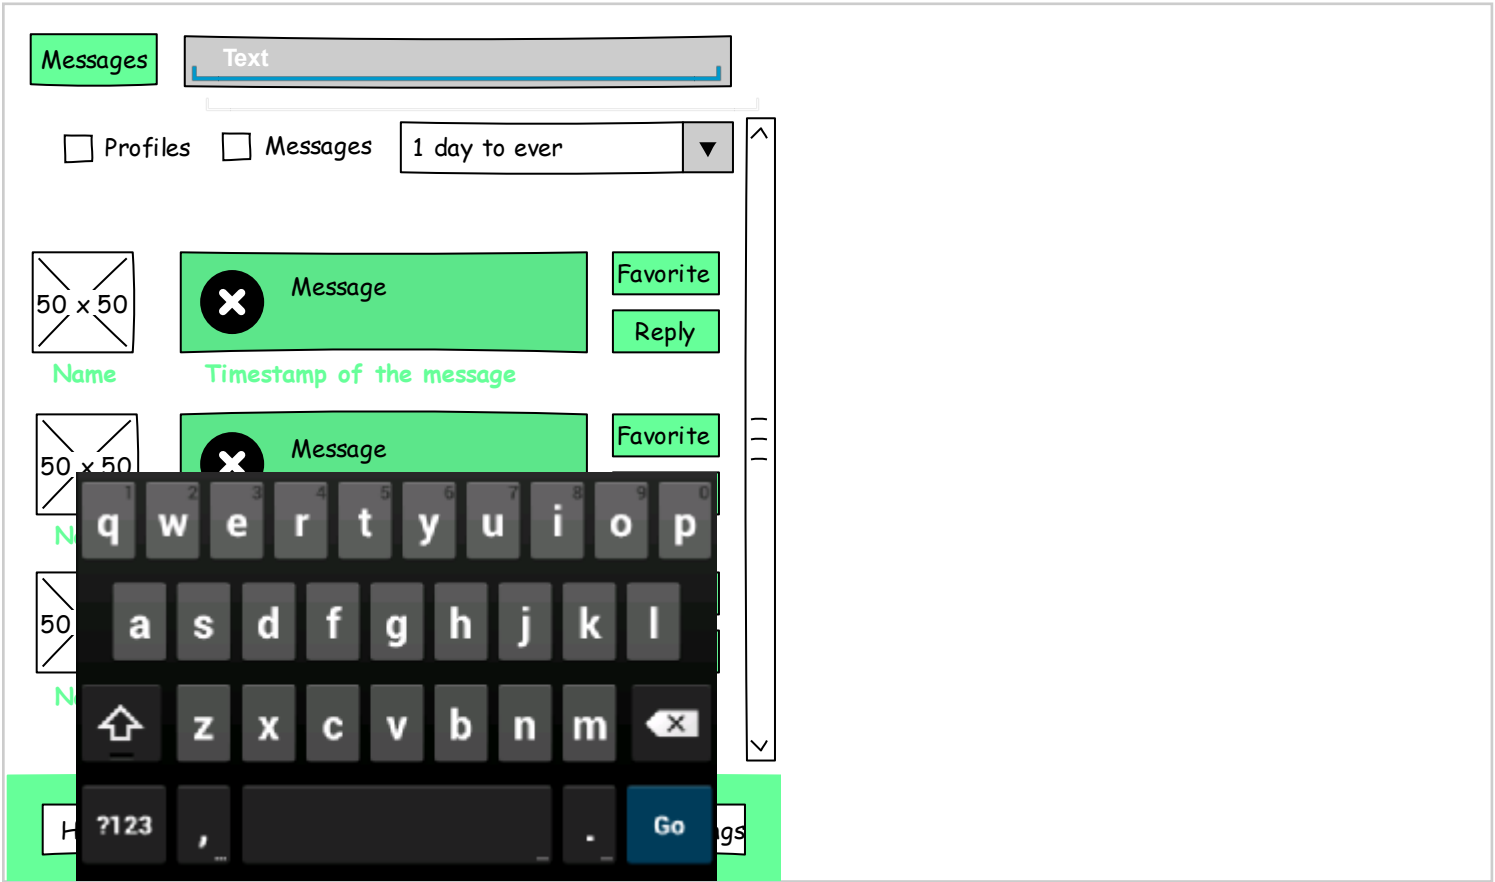 Messages
Text
Profiles
Messages
1 day to ever
50 x 50
Message
Favorite
Reply
Name
Timestamp of the message
50 x 50
Message
Favorite
50
1 2 3 4 5 6 7 8 9 0
q w e r t y u i o p
a s d f g h j k l
z x c v b n m
?123 , . Go